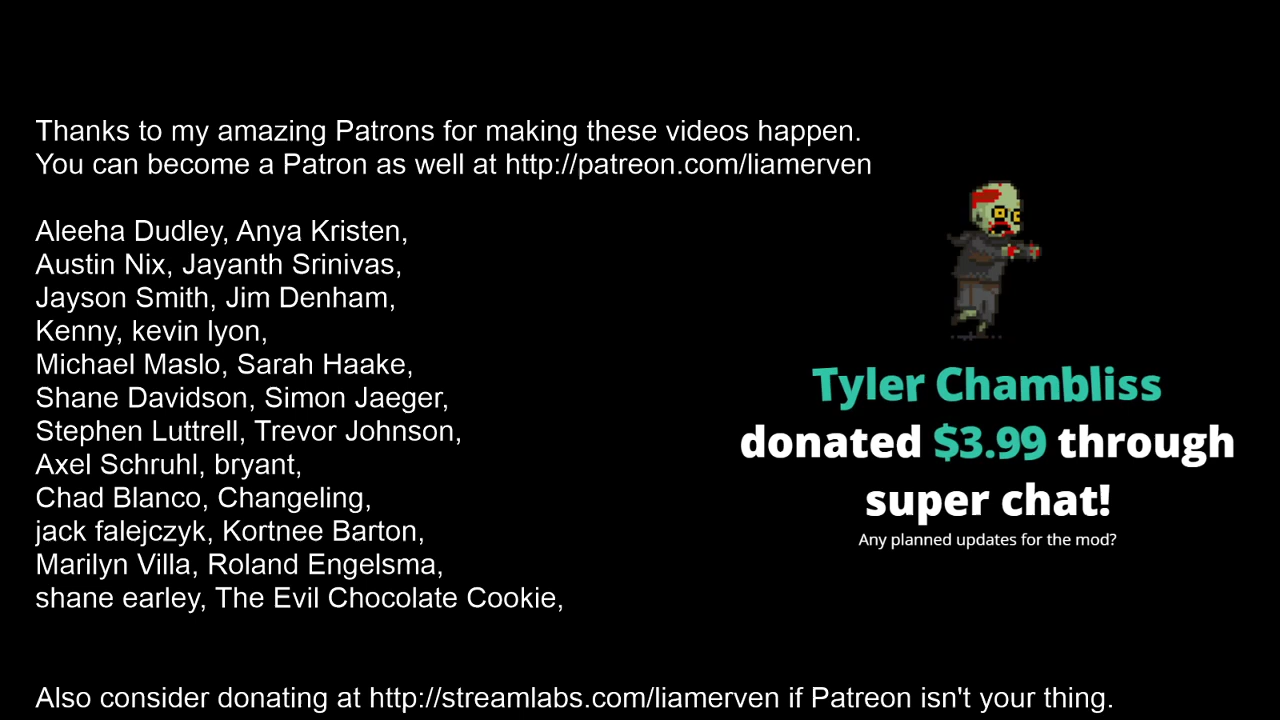 Thanks to my amazing Patrons for making these videos happen.
You can become a Patron as well at http://patreon.com/liamerven
Aleeha Dudley, Anya Kristen,
Austin Nix, Jayanth Srinivas,
Jayson Smith, Jim Denham,
Kenny, kevin lyon,
Michael Maslo, Sarah Haake,
Shane Davidson, Simon Jaeger,
Stephen Luttrell, Trevor Johnson,
Axel Schruhl, bryant,
Chad Blanco, Changeling,
jack falejczyk, Kortnee Barton,
Marilyn Villa, Roland Engelsma,
shane earley, The Evil Chocolate Cookie,
Tyler Chambliss
donated $3.99 through
super chat!
Any planned updates for the mod?
Also consider donating at http://streamlabs.com/liamerven if Patreon isn't your thing.